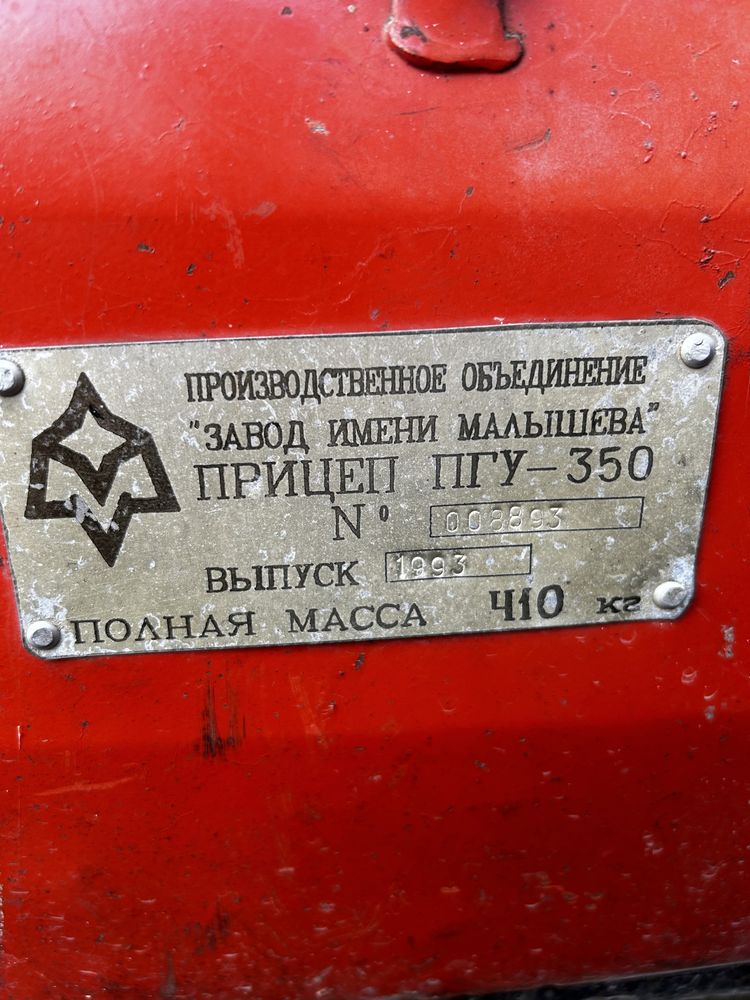 ПРОИЗВОДСТВЕННОЕ ОБЪЕДИНЕНИЕ
"ЗАВОД ИМЕНИ МАЛЫШЕВА"
ПРИЦЕП ПГУ-350
N° 008893
ВЫПУСК 1993
ПОЛНАЯ МАССА 410 кг